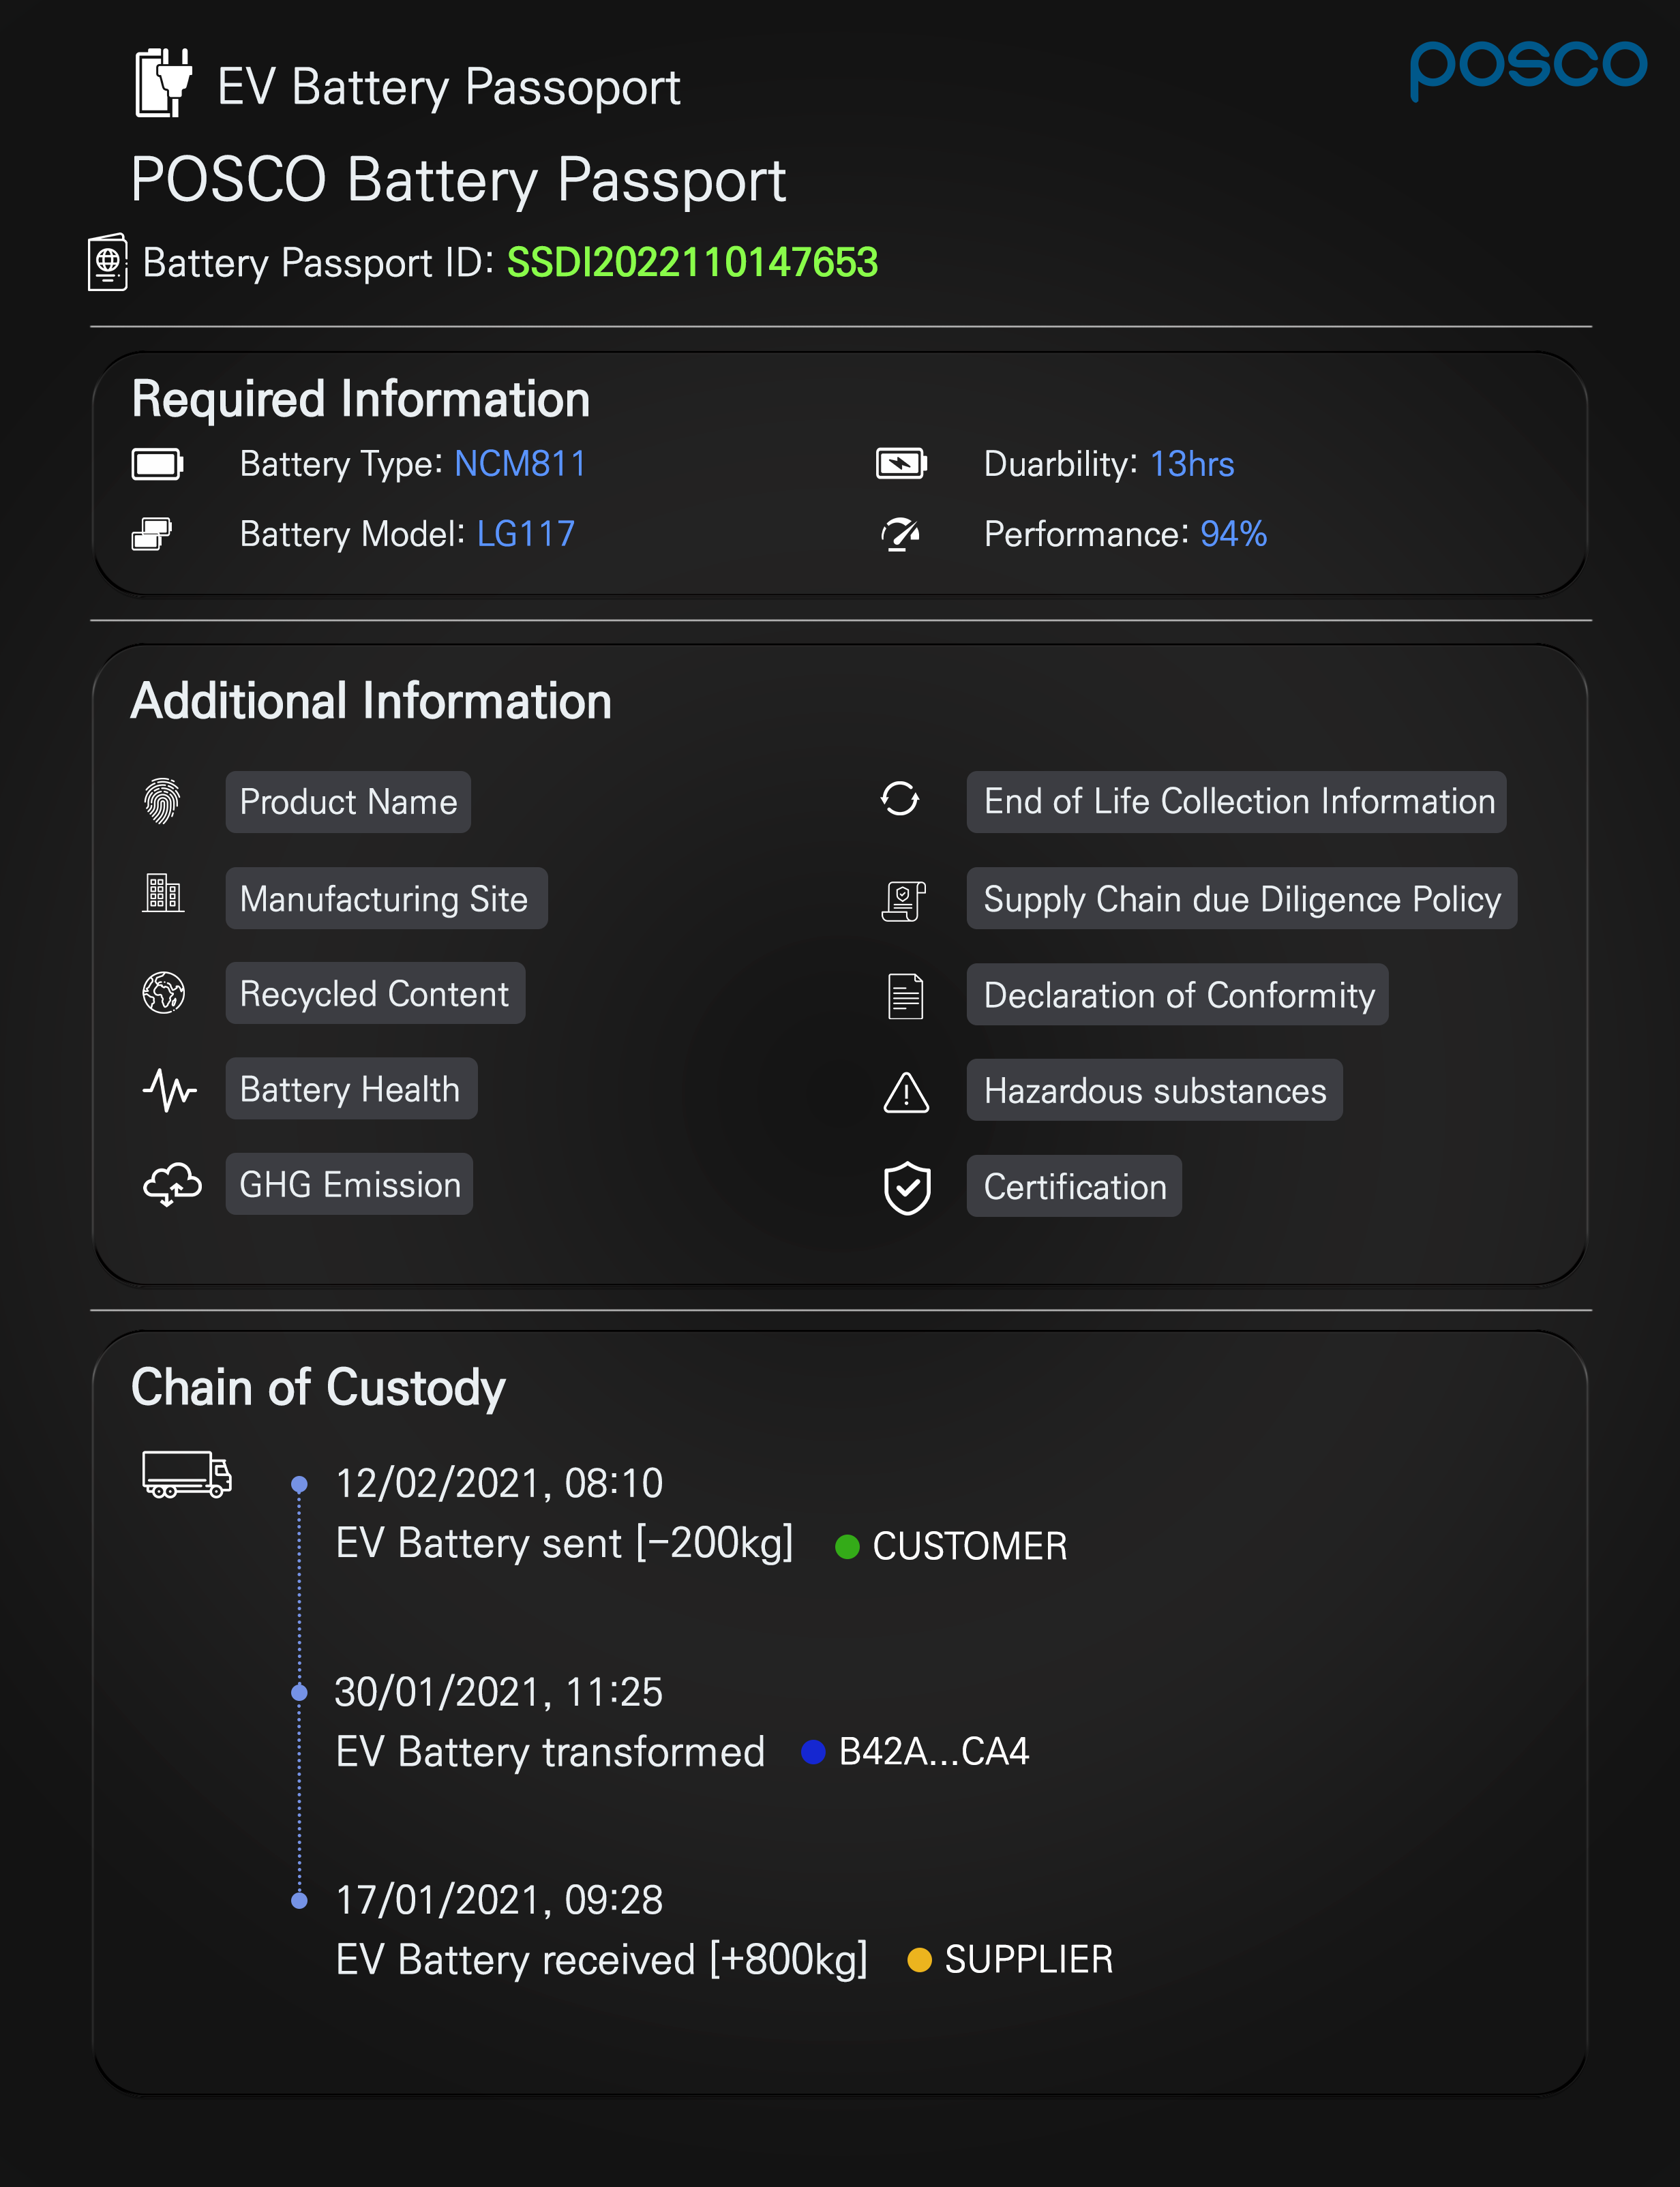 posco
EV Battery Passoport
POSCO Battery Passport
Battery Passport ID: SSDI2022110147653
Required Information
Battery Type: NCM811
Duarbility: 13hrs
Battery Model: LG117
Performance: 94%
Additional Information
Product Name
End of Life Collection Information
Manufacturing Site
Supply Chain due Diligence Policy
Recycled Content
Declaration of Conformity
Battery Health
Hazardous substances
GHG Emission
Certification
Chain of Custody
12/02/2021, 08:10
EV Battery sent [-200kg] CUSTOMER
30/01/2021, 11:25
EV Battery transformed B42A...CA4
17/01/2021, 09:28
EV Battery received [+800kg] SUPPLIER